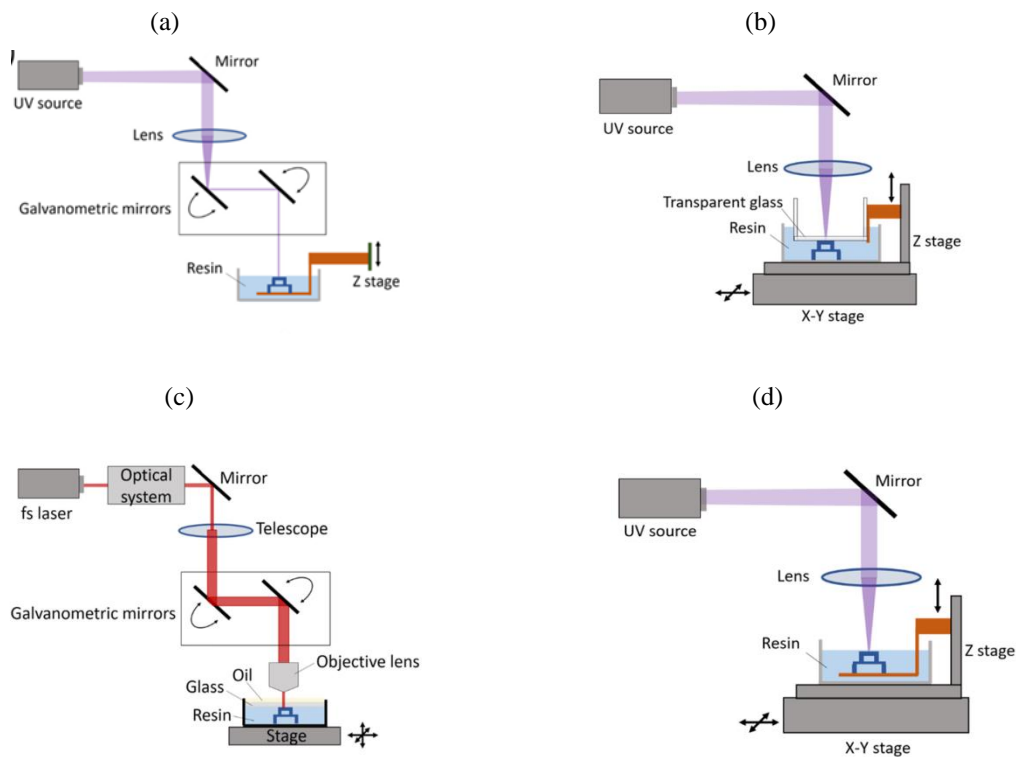 (a)
Mirror
UV source
Lens
Galvanometric mirrors
Resin
Z stage
(b)
Mirror
UV source
Lens
Transparent glass
Resin
Z stage
X-Y stage
(c)
Optical
system
Mirror
fs laser
Telescope
Galvanometric mirrors
Objective lens
Oil
Glass
Resin
Stage
(d)
Mirror
UV source
Lens
Resin
Z stage
X-Y stage